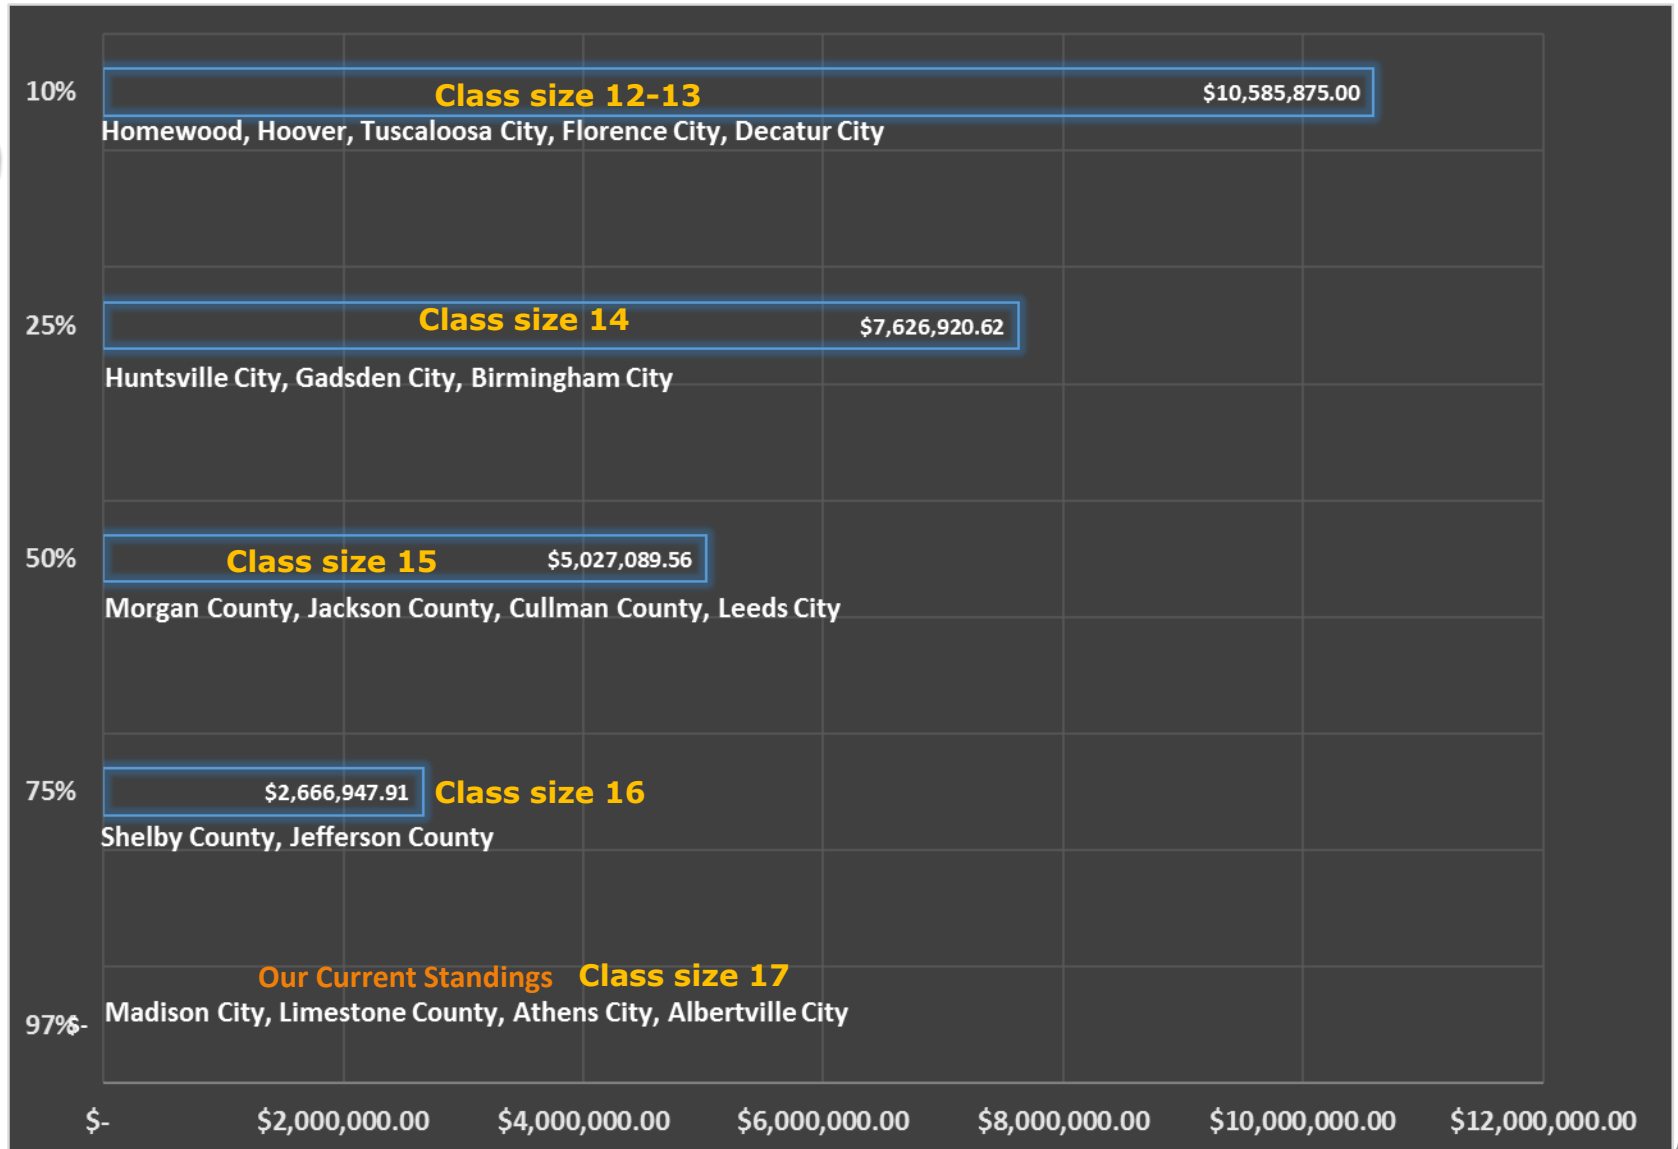 10%
Class size 12-13
$10,585,875.00
Homewood, Hoover, Tuscaloosa City, Florence City, Decatur City
25%
Class size 14
$7,626,920.62
Huntsville City, Gadsden City, Birmingham City
50%
Class size 15
$5,027,089.56
Morgan County, Jackson County, Cullman County, Leeds City
75%
$2,666,947.91
Class size 16
Shelby County, Jefferson County
Our Current Standings
Class size 17
Madison City, Limestone County, Athens City, Albertville City
97%
$-
$- $2,000,000.00 $4,000,000.00 $6,000,000.00 $8,000,000.00 $10,000,000.00 $12,000,000.00